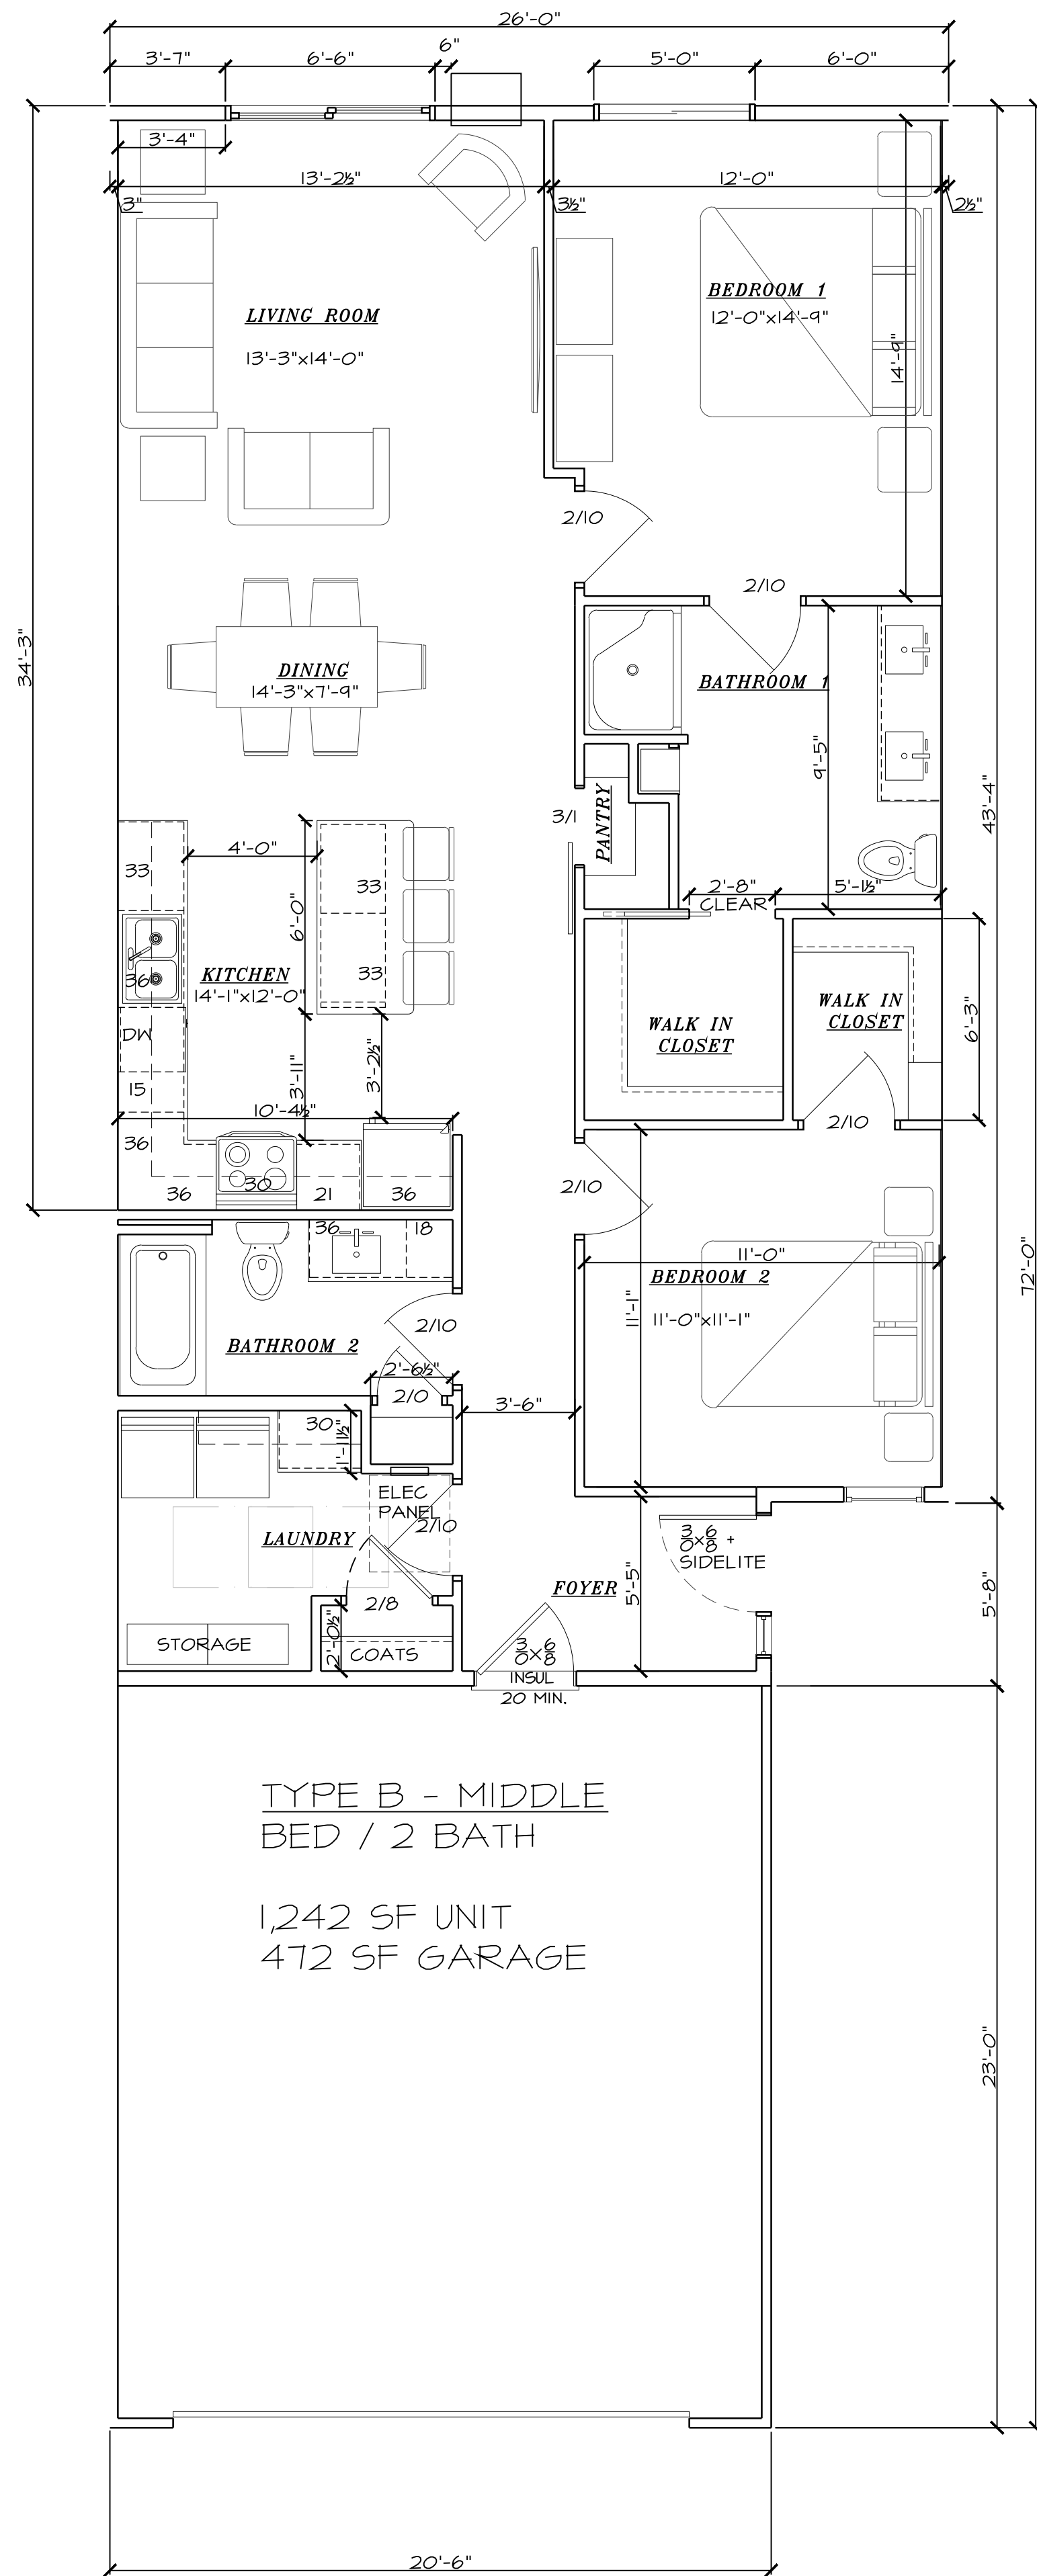 26'-0"
3'-7"
6'-6"
6"
5'-0"
6'-0"
3'-4"
13'-2½"
12'-0"
3"
3½"
2½"
LIVING ROOM
13'-3"x14'-0"
BEDROOM 1
12'-0"x14'-9"
14'-9"
2/10
2/10
34'-3"
DINING
14'-3"x7'-9"
BATHROOM 1
9'-5"
43'-4"
3/1
PANTRY
4'-0"
33
33
6'-0"
36
33
KITCHEN
14'-1"x12'-0"
2'-8"
CLEAR
5'-1½"
DW
15
3'-11"
3'-2½"
WALK IN
CLOSET
WALK IN
CLOSET
6'-3"
10'-4½"
36
2/10
36
30
21
36
2/10
36
18
11'-0"
BEDROOM 2
11'-0"x11'-1"
11'-1"
72'-0"
BATHROOM 2
2/10
2'-6½"
2/0
3'-6"
30
1'-11½"
ELEC
PANEL
2/10
LAUNDRY
3 6
0x8 +
SIDELITE
FOYER
5'-5"
5'-8"
2/8
2'-0½"
STORAGE
COATS
3 6
0x8
INSUL
20 MIN.
TYPE B - MIDDLE
BED / 2 BATH
1,242 SF UNIT
472 SF GARAGE
23'-0"
20'-6"